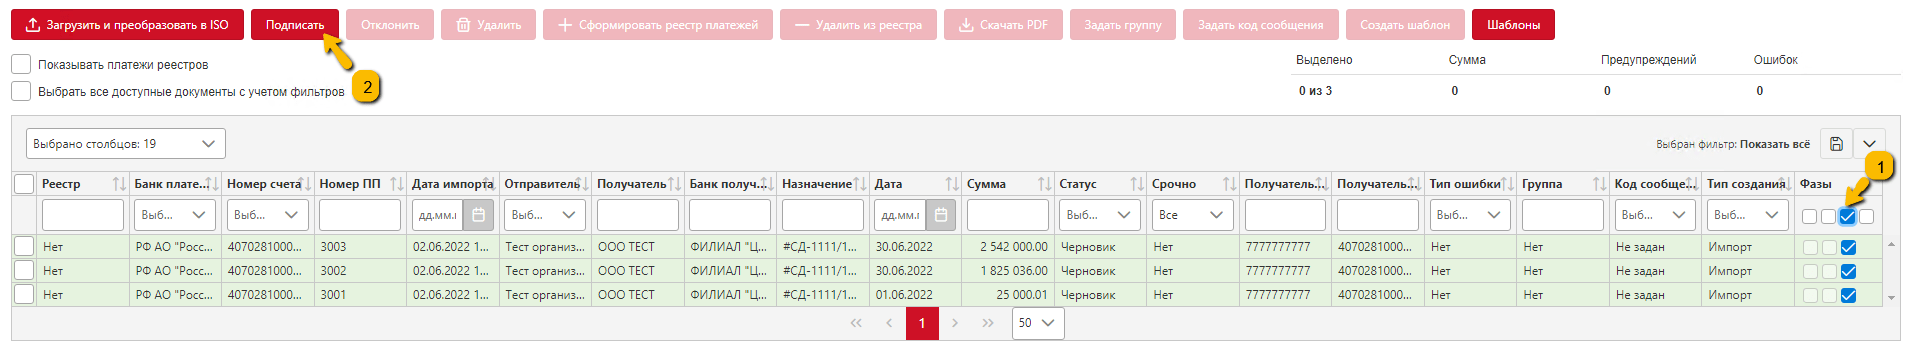 Загрузить и преобразовать в ISO Подписать Отклонить Удалить Сформировать реестр платежей Удалить из реестра Скачать PDF Задать группу Задать код сообщения Создать шаблон Шаблоны
Показывать платежи реестров
2
Выбрать все доступные документы с учетом фильтров
Выделено Сумма Предупреждений Ошибок
0 из 3 0 0 0
Выбрано столбцов: 19
Выбран фильтр: Показать всё
1
Реестр Банк плате... Номер счета Номер ПП Дата импорта Отправитель Получатель Банк получ... Назначение Дата Сумма Статус Срочно Получатель... Получатель... Тип ошибки Группа Код сообще... Тип создания Фазы
Выб... Выб... дд.мм.г Выб... дд.мм.г Выб... Все Выб... Выб... Выб...
Нет РФ АО "Росс... 4070281000... 3003 02.06.2022 1... Тест организ... ООО ТЕСТ ФИЛИАЛ "Ц... #СД-1111/1... 30.06.2022 2 542 000.00 Черновик Нет 7777777777 4070281000... Нет Нет Не задан Импорт
Нет РФ АО "Росс... 4070281000... 3002 02.06.2022 1... Тест организ... ООО ТЕСТ ФИЛИАЛ "Ц... #СД-1111/1... 30.06.2022 1 825 036.00 Черновик Нет 7777777777 4070281000... Нет Нет Не задан Импорт
Нет РФ АО "Росс... 4070281000... 3001 02.06.2022 1... Тест организ... ООО ТЕСТ ФИЛИАЛ "Ц... #СД-1111/1... 01.06.2022 25 000.01 Черновик Нет 7777777777 4070281000... Нет Нет Не задан Импорт
1 50